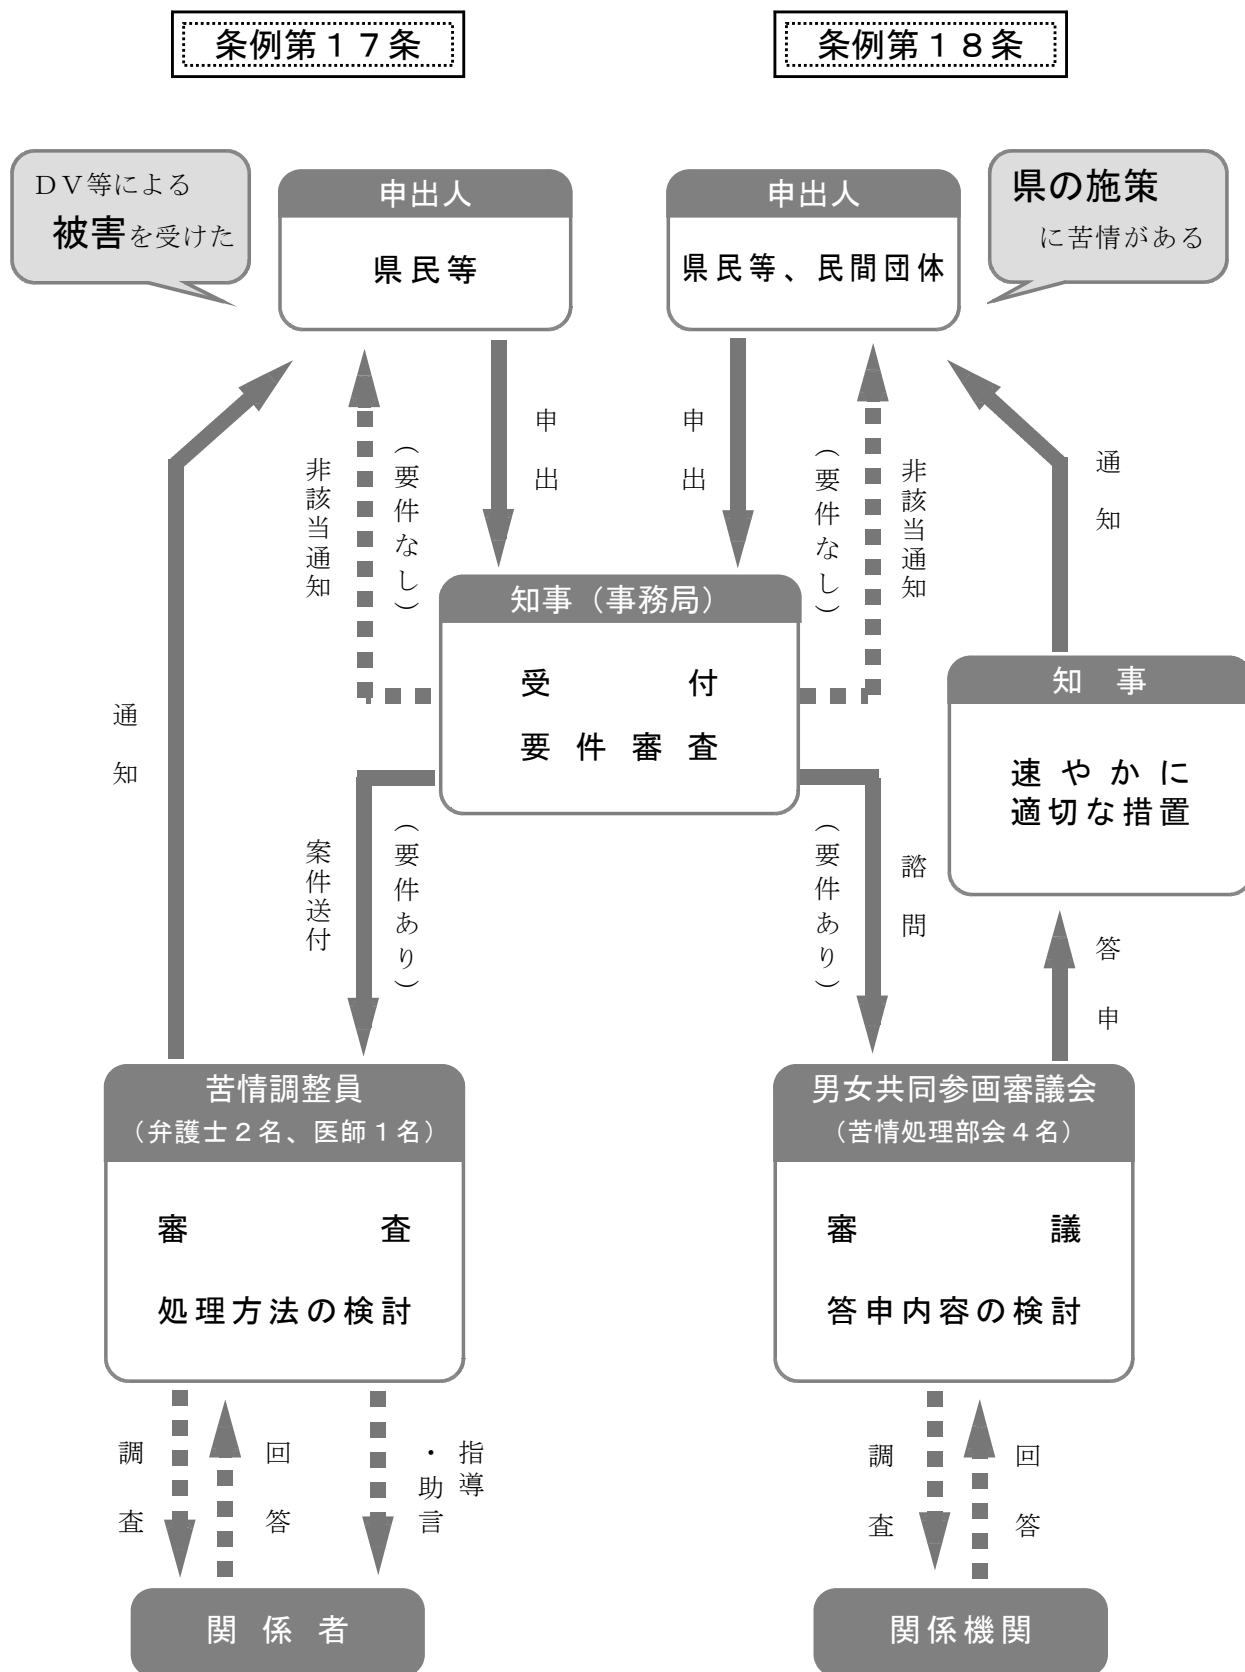 条例第１７条
条例第１８条
ＤＶ等による
被害を受けた
申出人
県民等
申出人
県民等、民間団体
県の施策
に苦情がある
非該当通知
（要件なし）
申出
申出
（要件なし）
非該当通知
通知
知事（事務局）
受付
要件審査
知事
速やかに
適切な措置
通知
案件送付
（要件あり）
（要件あり）
諮問
答申
苦情調整員
（弁護士２名、医師１名）
審査
処理方法の検討
男女共同参画審議会
（苦情処理部会４名）
審議
答申内容の検討
調査
回答
指導
・助言
調査
回答
関係者
関係機関